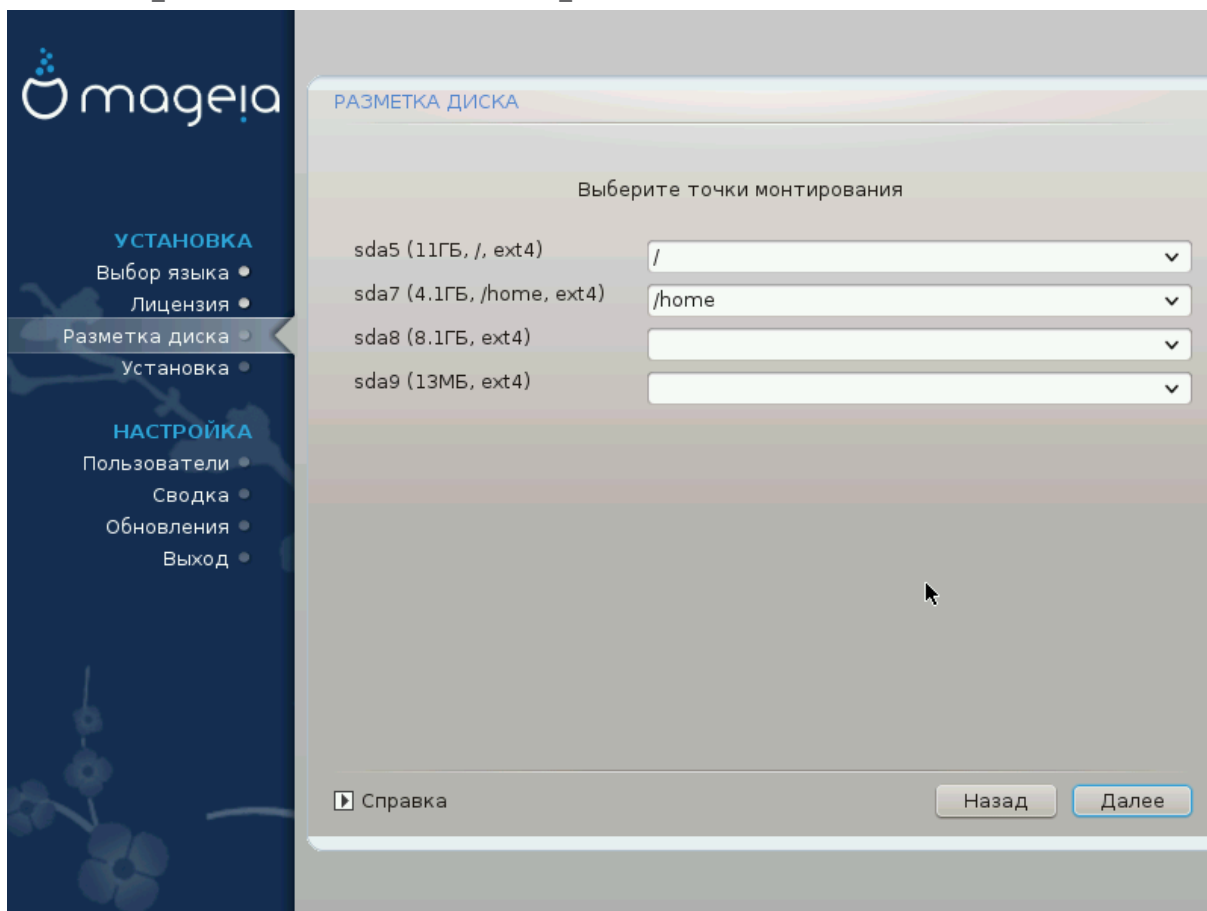 mageia
УСТАНОВКА
Выбор языка
Лицензия
Разметка диска
Установка
НАСТРОЙКА
Пользователи
Сводка
Обновления
Выход
РАЗМЕТКА ДИСКА
Выберите точки монтирования
sda5 (11ГБ, /, ext4) /
sda7 (4.1ГБ, /home, ext4) /home
sda8 (8.1ГБ, ext4)
sda9 (13МБ, ext4)
Справка Назад Далее